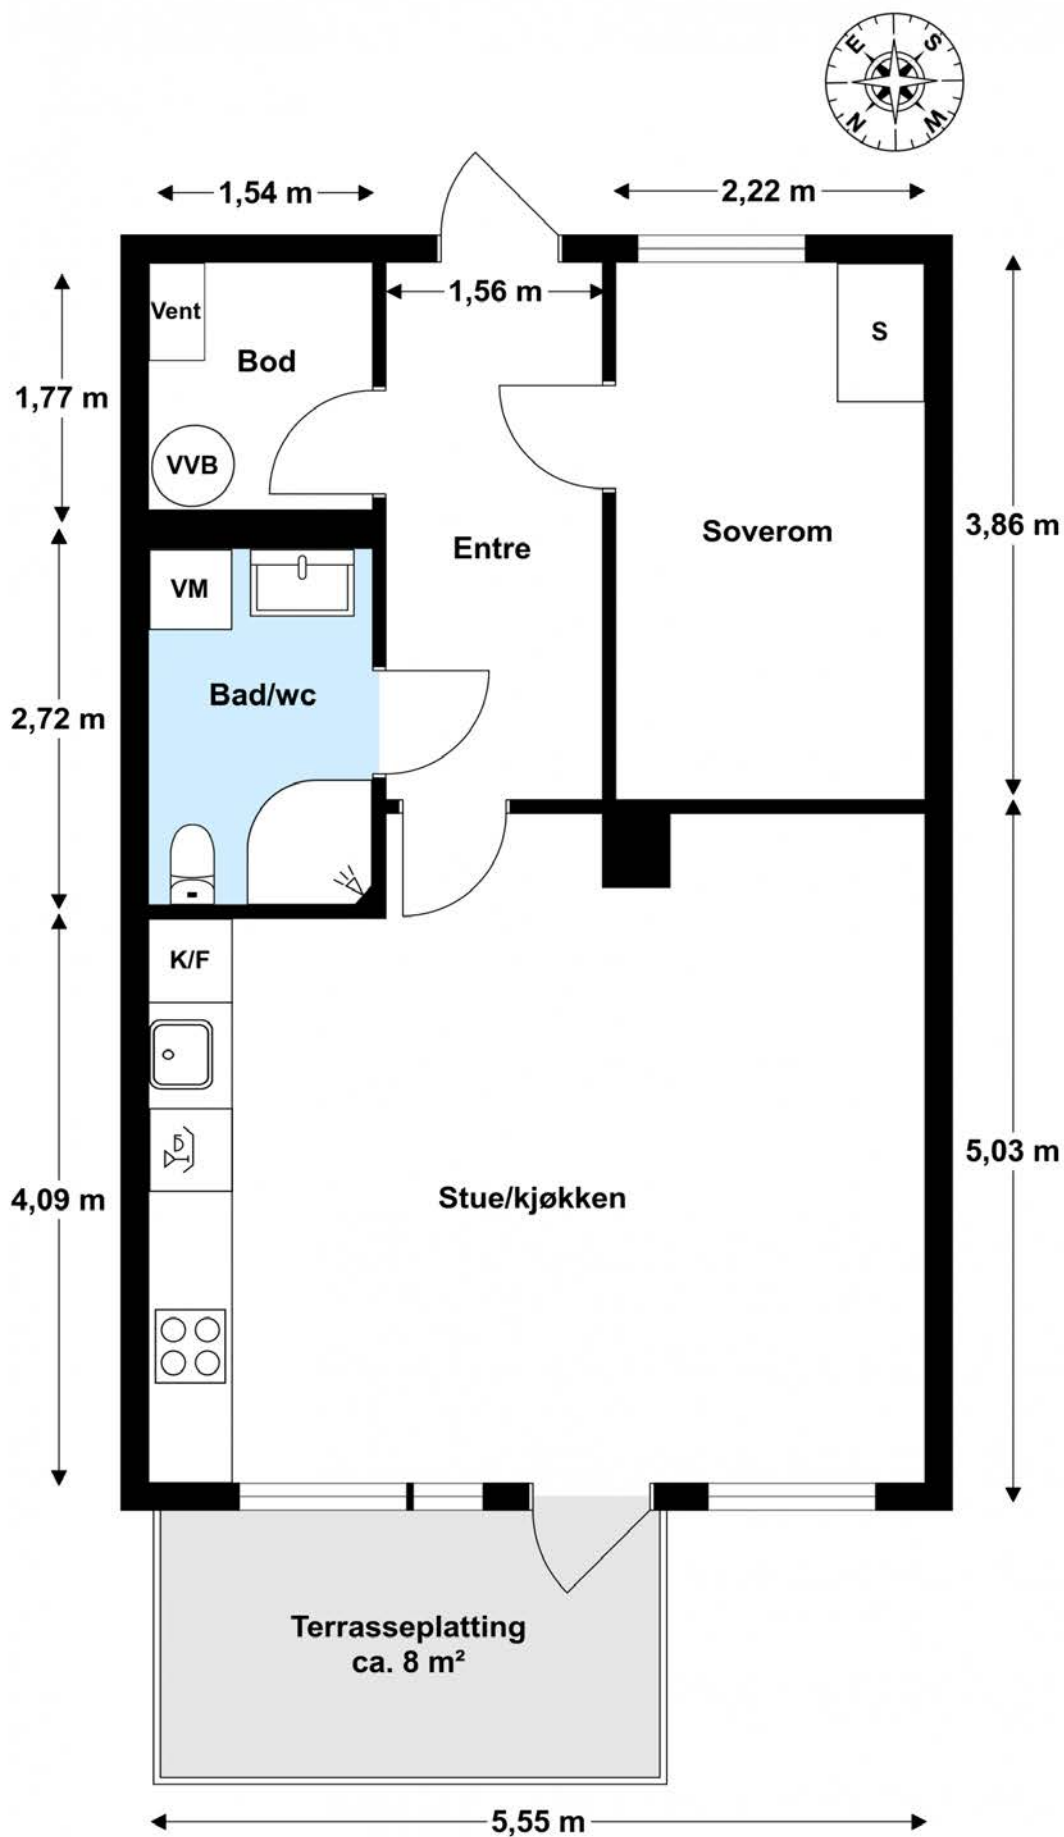 E
S
N
W
1,54 m
2,22 m
1,56 m
Vent
S
Bod
1,77 m
VVB
Soverom
3,86 m
Entre
VM
Bad/wc
2,72 m
K/F
5,03 m
4,09 m
Stue/kjøkken
Terrasseplatting
ca. 8 m²
5,55 m